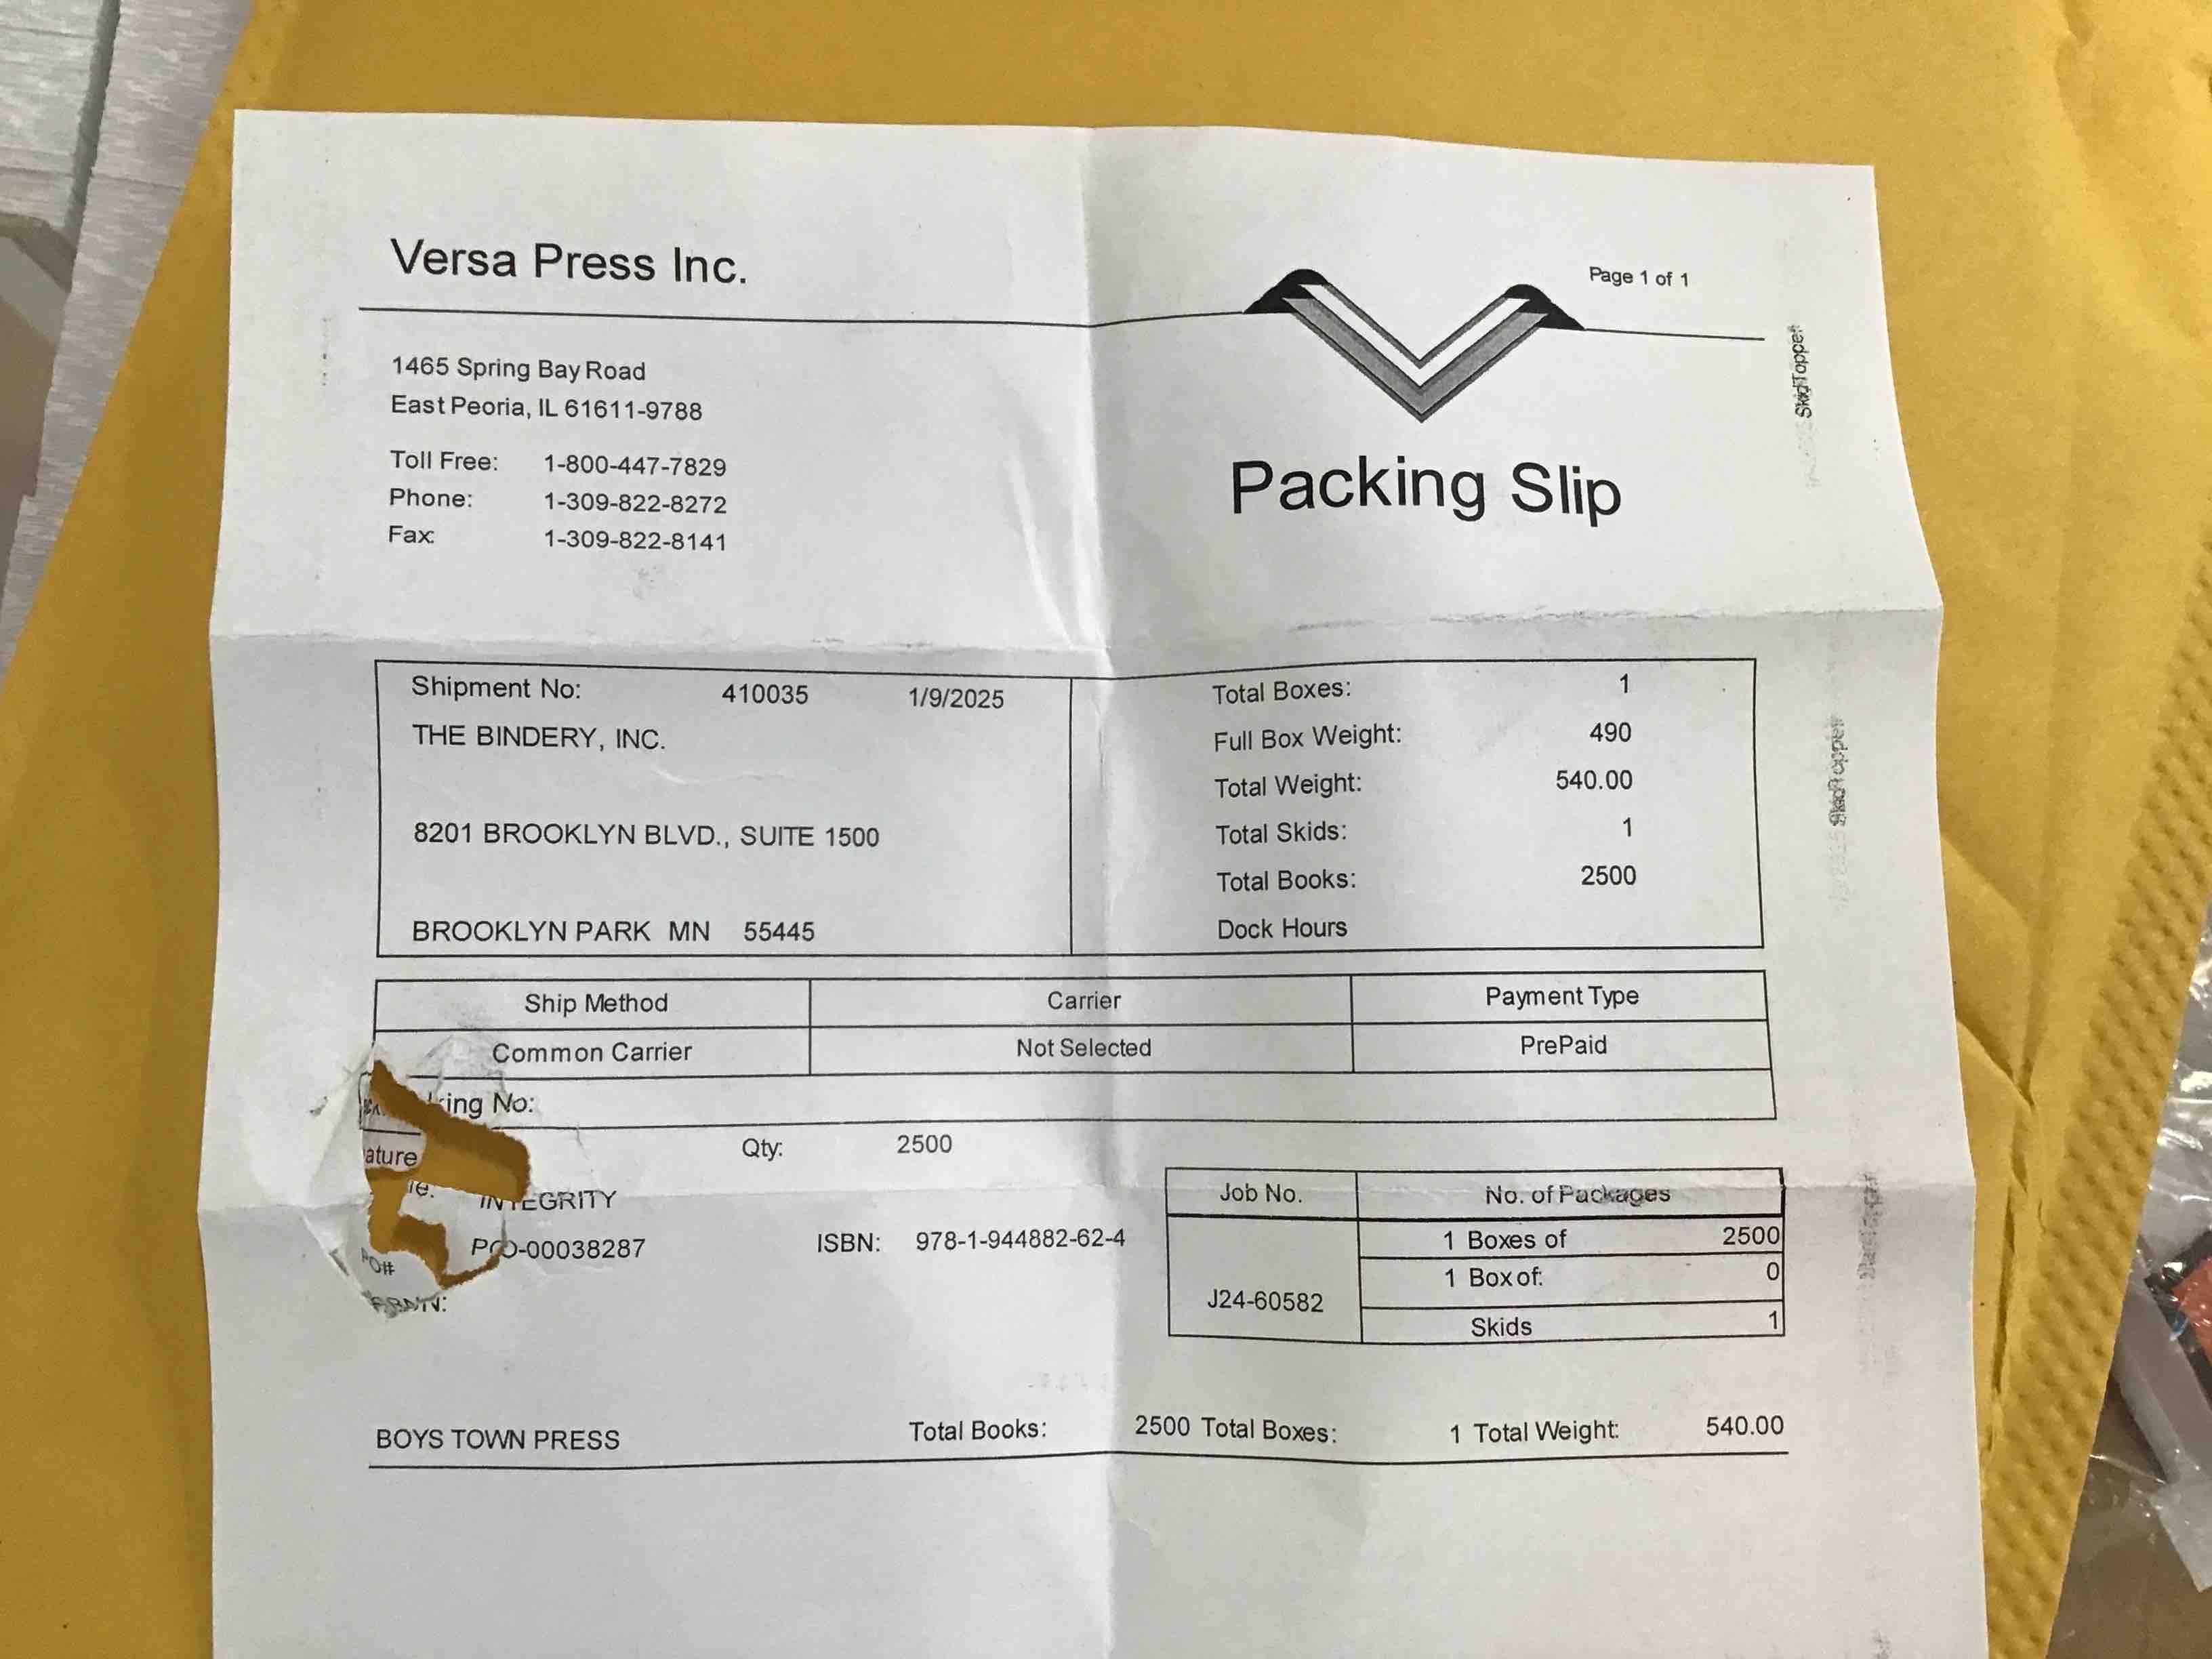 Versa Press Inc.
Page 1 of 1
1465 Spring Bay Road
East Peoria, IL 61611-9788
Toll Free: 1-800-447-7829
Phone: 1-309-822-8272
Fax: 1-309-822-8141
Packing Slip
Shipment No: 410035 1/9/2025
THE BINDERY, INC.
8201 BROOKLYN BLVD., SUITE 1500
BROOKLYN PARK MN 55445
Total Boxes: 1
Full Box Weight: 490
Total Weight: 540.00
Total Skids: 1
Total Books: 2500
Dock Hours
Ship Method Carrier Payment Type
Common Carrier Not Selected PrePaid
king No:
ature Qty: 2500
INTEGRITY
PO# PO-00038287 ISBN: 978-1-944882-62-4
Job No. No. of Packages
J24-60582
1 Boxes of 2500
1 Box of: 0
Skids 1
BOYS TOWN PRESS Total Books: 2500 Total Boxes: 1 Total Weight: 540.00
SkidTopper